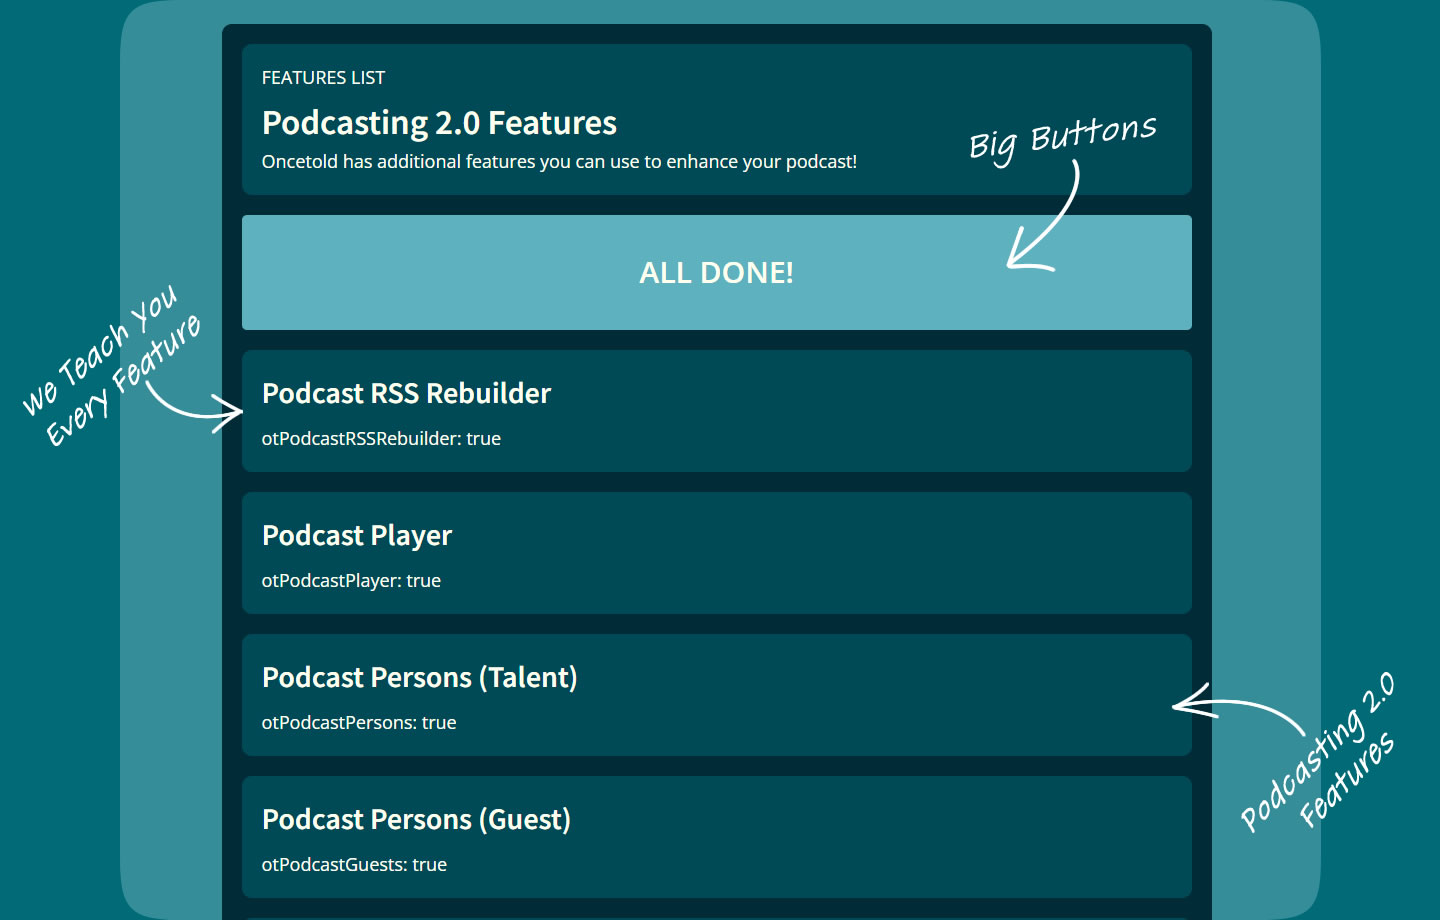 FEATURES LIST
Podcasting 2.0 Features
Oncetold has additional features you can use to enhance your podcast!
Big Buttons
ALL DONE!
We Teach You
Every Feature
Podcast RSS Rebuilder
otPodcastRSSRebuilder: true
Podcast Player
otPodcastPlayer: true
Podcast Persons (Talent)
otPodcastPersons: true
Podcasting 2.0
Features
Podcast Persons (Guest)
otPodcastGuests: true